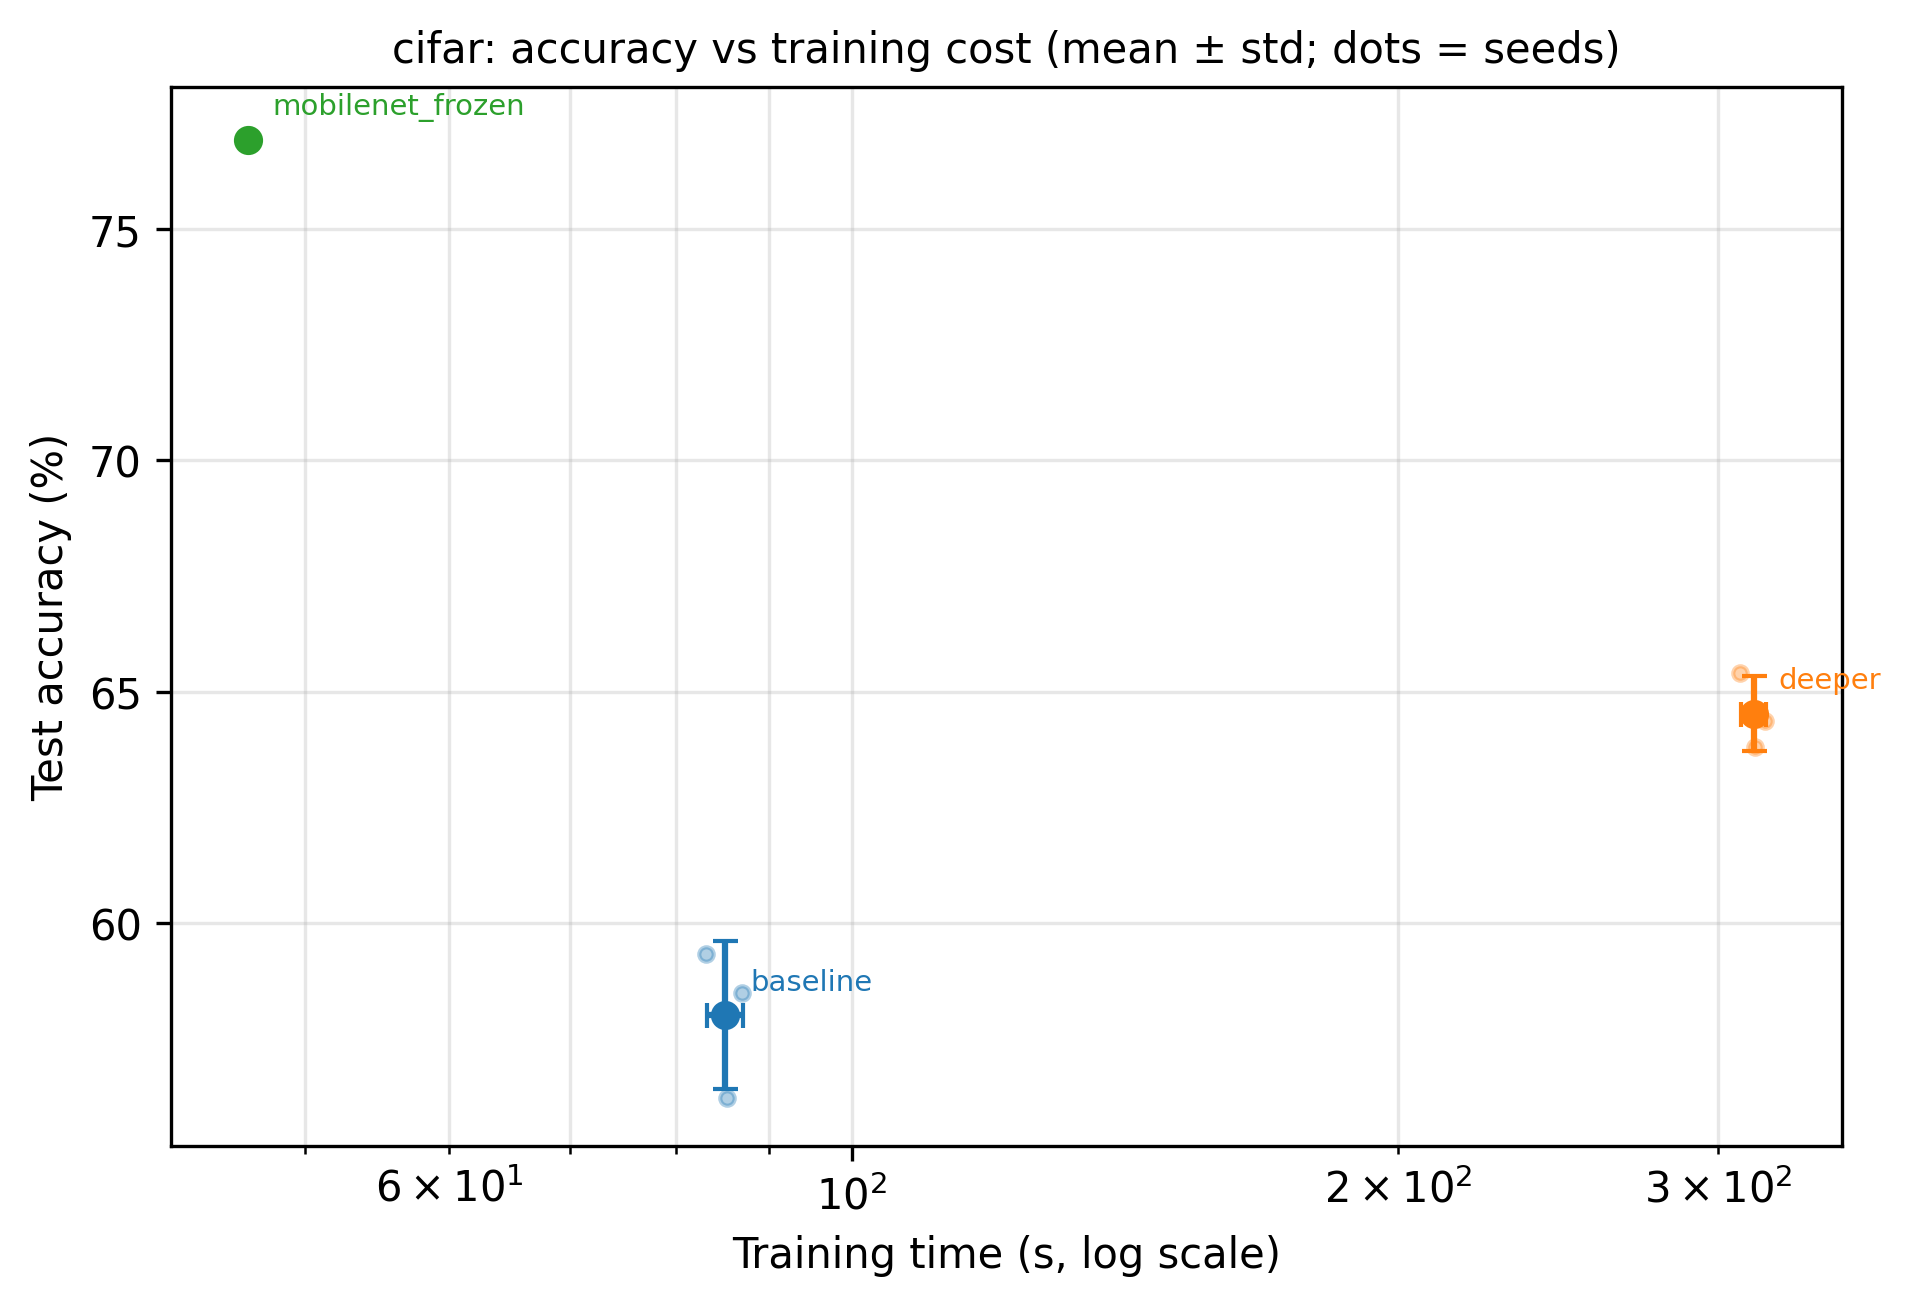 cifar: accuracy vs training cost (mean ± std; dots = seeds)
mobilenet_frozen
75
70
Test accuracy (%)
65
deeper
60
baseline
6 × 10¹
10²
2 × 10²
3 × 10²
Training time (s, log scale)